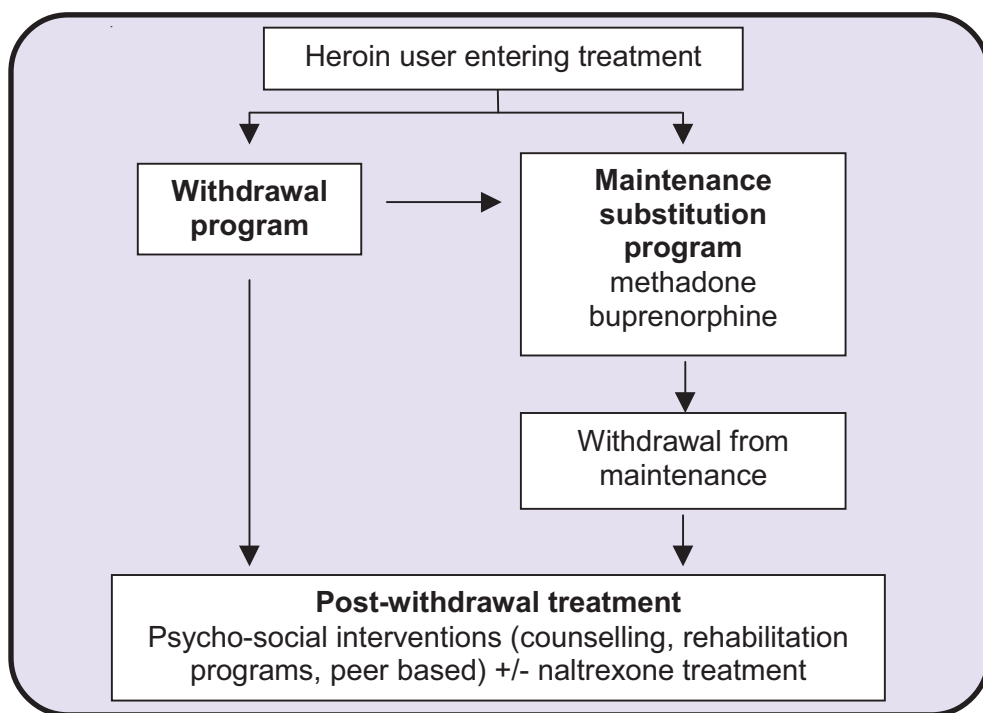 Heroin user entering treatment
Withdrawal
program
Maintenance
substitution
program
methadone
buprenorphine
Withdrawal from
maintenance
Post-withdrawal treatment
Psycho-social interventions (counselling, rehabilitation
programs, peer based) +/- naltrexone treatment